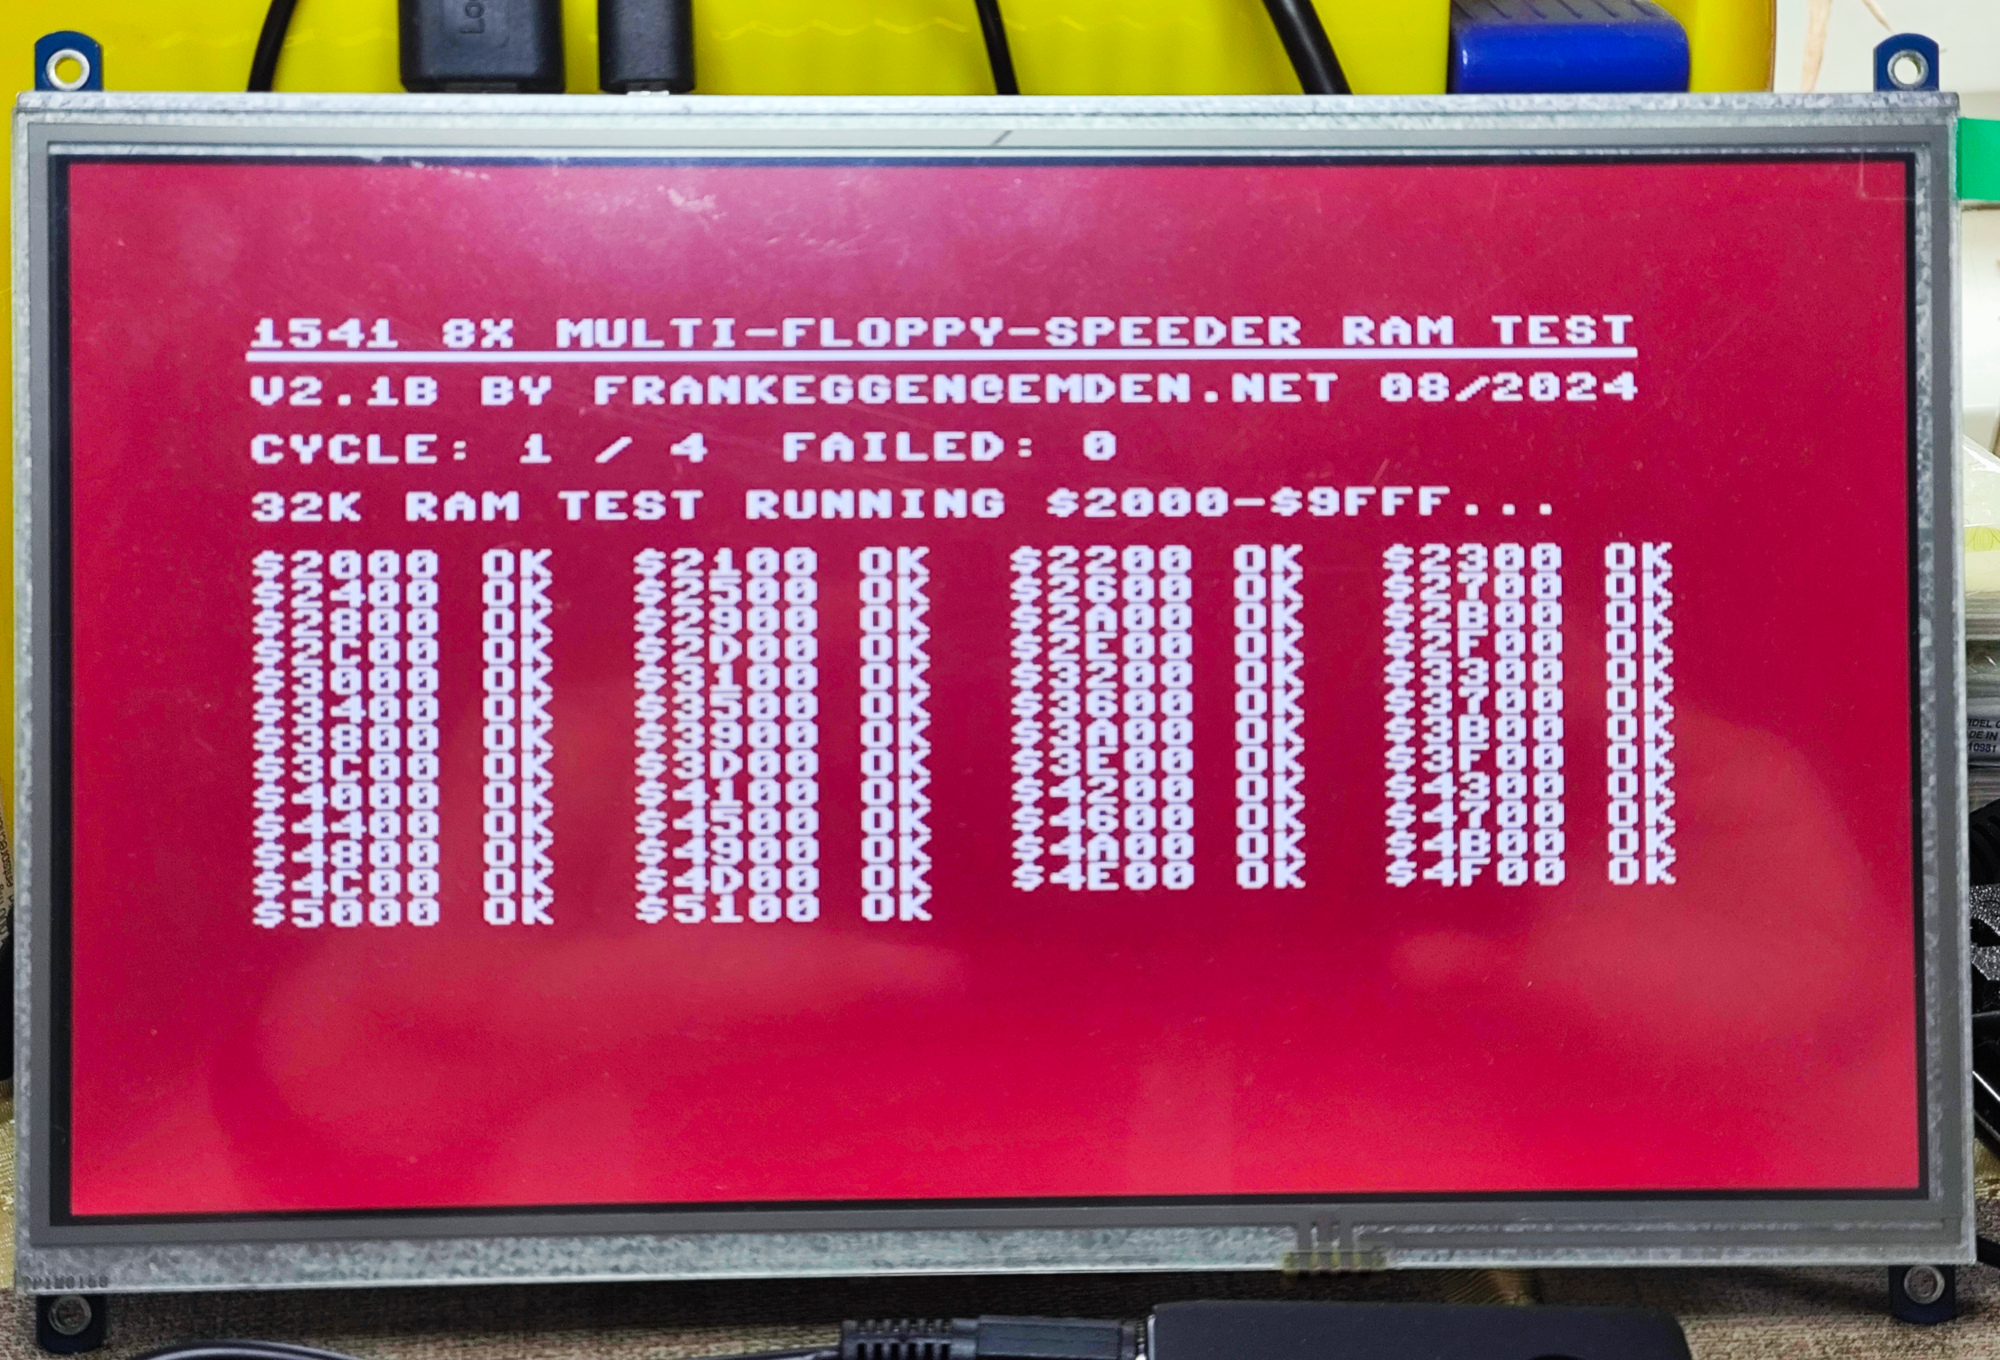 1541 8X MULTI-FLOPPY-SPEEDER RAM TEST
V2.1B BY FRANKEGGEN@EMDEN.NET 08/2024
CYCLE: 1 / 4 FAILED: 0
32K RAM TEST RUNNING $2000-$9FFF...
$2000 OK $2100 OK $2200 OK $2300 OK
$2400 OK $2500 OK $2600 OK $2700 OK
$2800 OK $2900 OK $2A00 OK $2B00 OK
$2C00 OK $2D00 OK $2E00 OK $2F00 OK
$3000 OK $3100 OK $3200 OK $3300 OK
$3400 OK $3500 OK $3600 OK $3700 OK
$3800 OK $3900 OK $3A00 OK $3B00 OK
$3C00 OK $3D00 OK $3E00 OK $3F00 OK
$4000 OK $4100 OK $4200 OK $4300 OK
$4400 OK $4500 OK $4600 OK $4700 OK
$4800 OK $4900 OK $4A00 OK $4B00 OK
$4C00 OK $4D00 OK $4E00 OK $4F00 OK
$5000 OK $5100 OK
10981